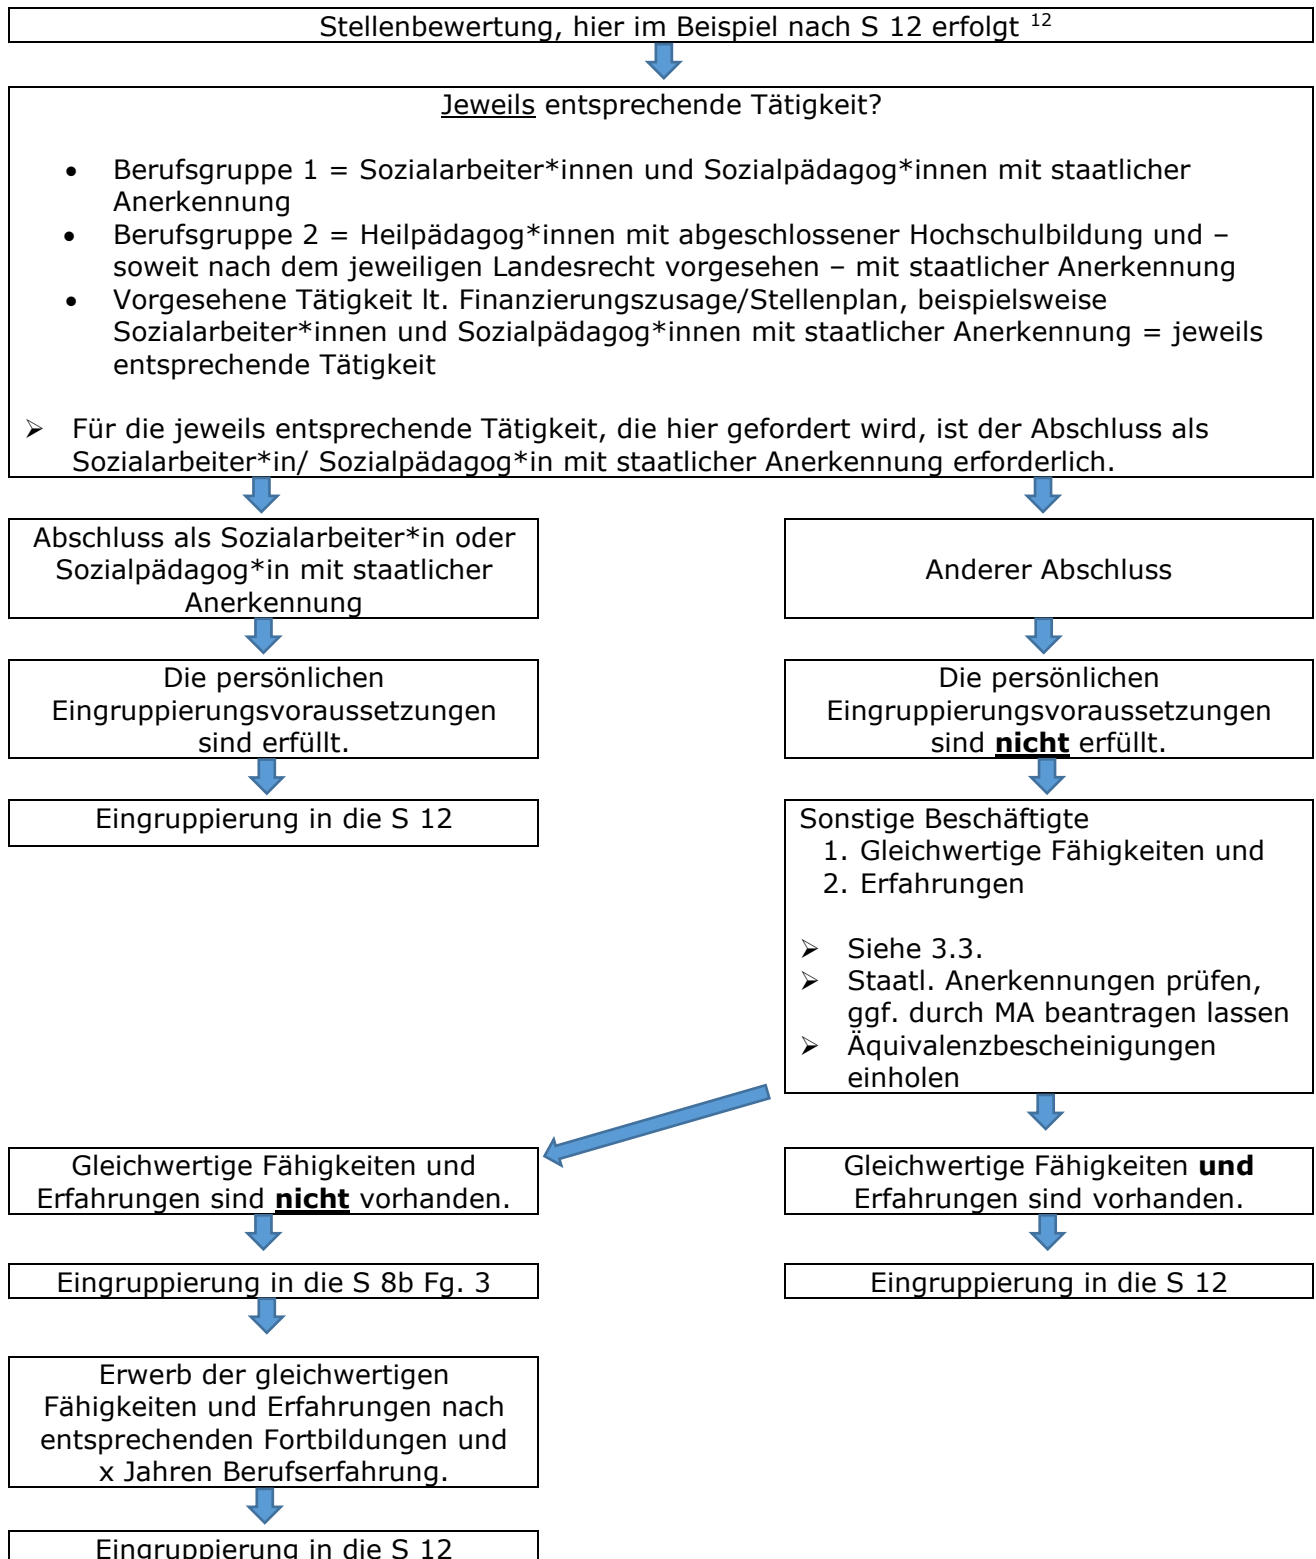 Stellenbewertung, hier im Beispiel nach S 12 erfolgt 12
Jeweils entsprechende Tätigkeit?
• Berufsgruppe 1 = Sozialarbeiter*innen und Sozialpädagog*innen mit staatlicher
Anerkennung
• Berufsgruppe 2 = Heilpädagog*innen mit abgeschlossener Hochschulbildung und –
soweit nach dem jeweiligen Landesrecht vorgesehen – mit staatlicher Anerkennung
• Vorgesehene Tätigkeit lt. Finanzierungszusage/Stellenplan, beispielsweise
Sozialarbeiter*innen und Sozialpädagog*innen mit staatlicher Anerkennung = jeweils
entsprechende Tätigkeit
➢ Für die jeweils entsprechende Tätigkeit, die hier gefordert wird, ist der Abschluss als
Sozialarbeiter*in/ Sozialpädagog*in mit staatlicher Anerkennung erforderlich.
Abschluss als Sozialarbeiter*in oder
Sozialpädagog*in mit staatlicher
Anerkennung
Anderer Abschluss
Die persönlichen
Eingruppierungsvoraussetzungen
sind erfüllt.
Die persönlichen
Eingruppierungsvoraussetzungen
sind nicht erfüllt.
Eingruppierung in die S 12
Sonstige Beschäftigte
1. Gleichwertige Fähigkeiten und
2. Erfahrungen
➢ Siehe 3.3.
➢ Staatl. Anerkennungen prüfen,
ggf. durch MA beantragen lassen
➢ Äquivalenzbescheinigungen
einholen
Gleichwertige Fähigkeiten und
Erfahrungen sind nicht vorhanden.
Gleichwertige Fähigkeiten und
Erfahrungen sind vorhanden.
Eingruppierung in die S 8b Fg. 3
Eingruppierung in die S 12
Erwerb der gleichwertigen
Fähigkeiten und Erfahrungen nach
entsprechenden Fortbildungen und
x Jahren Berufserfahrung.
Eingruppierung in die S 12